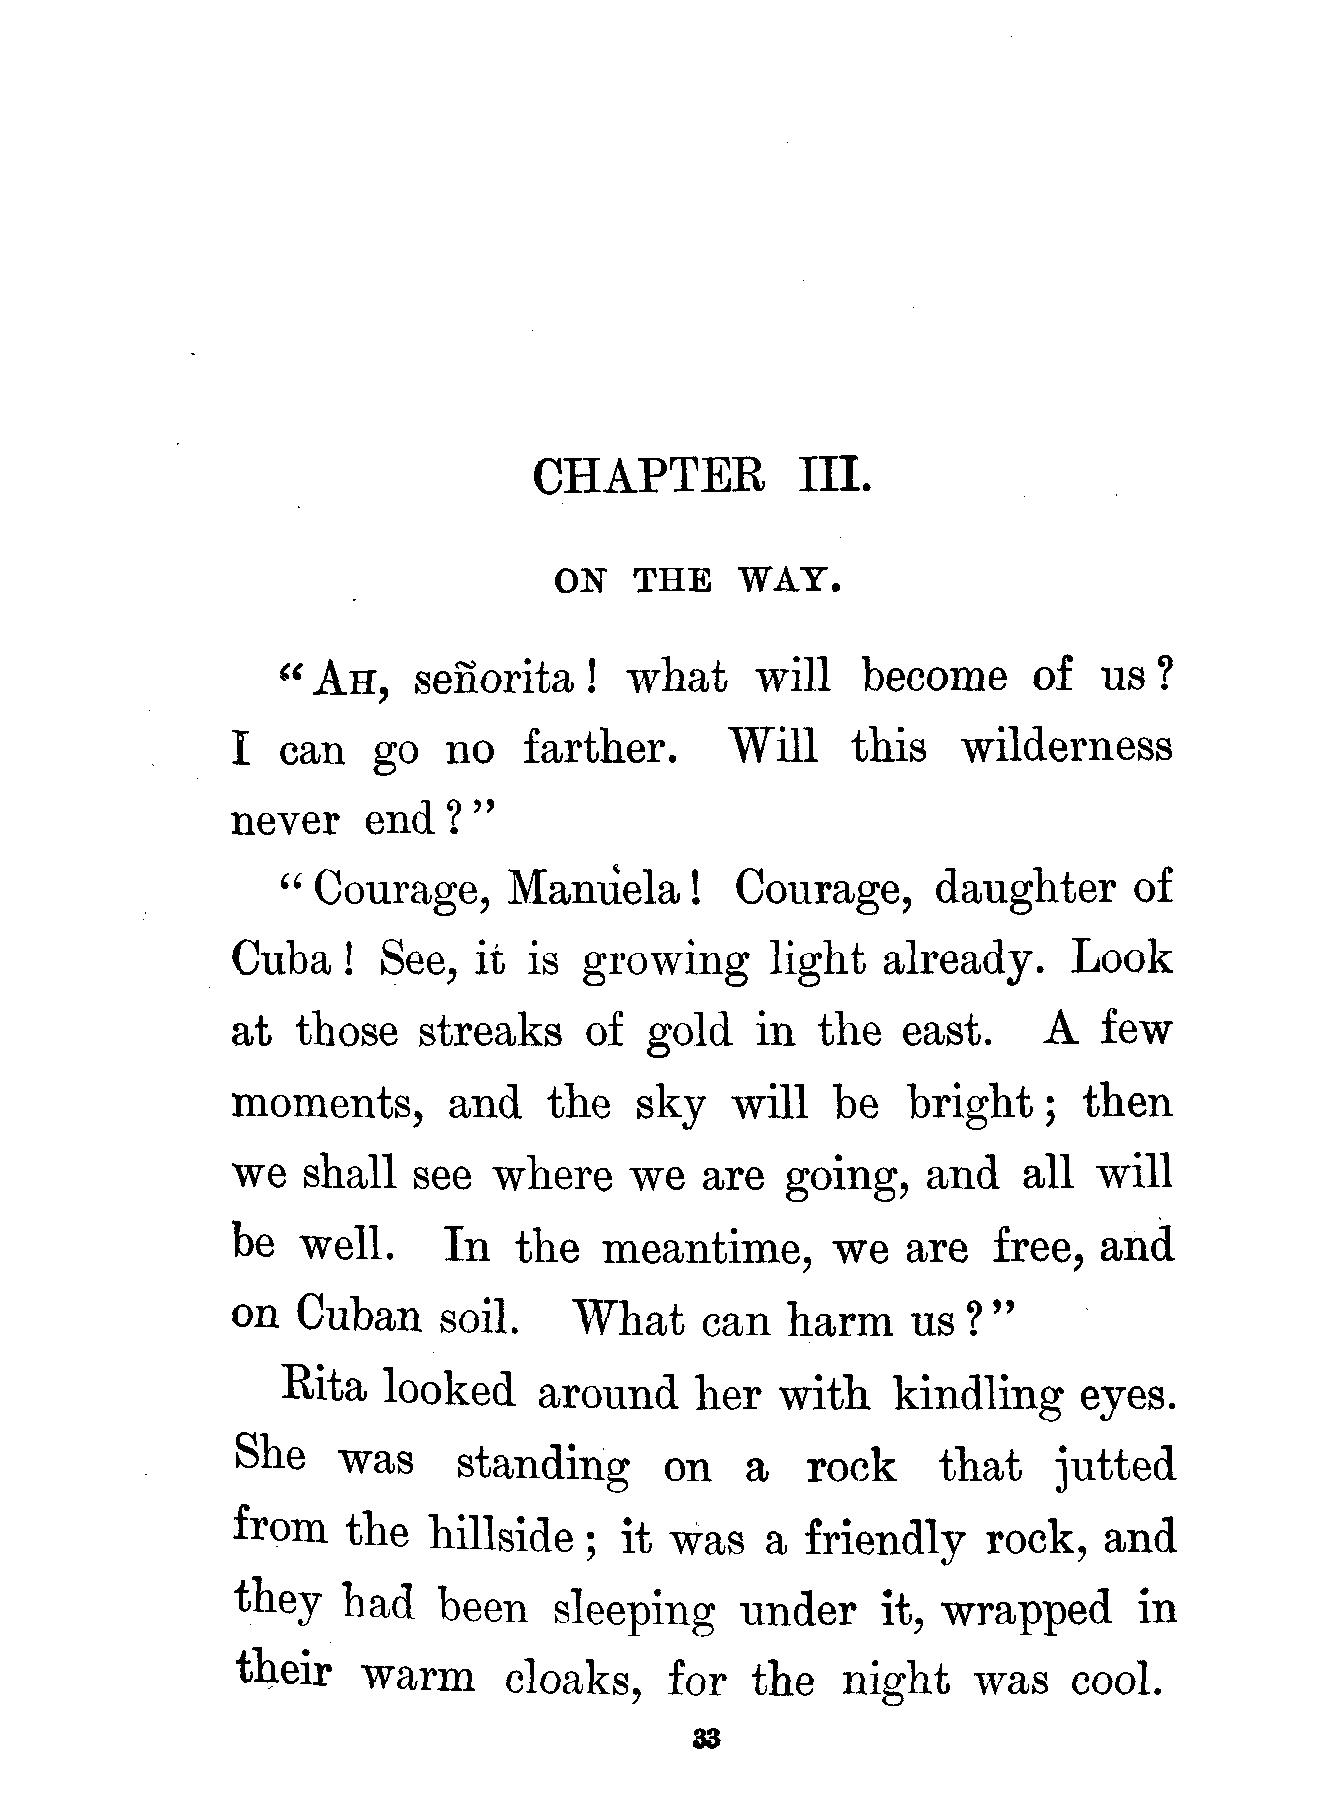 CHAPTER III.
ON THE WAY.
“AH, señorita! what will become of us?
I can go no farther. Will this wilderness
never end?”
“Courage, Manuela! Courage, daughter of
Cuba! See, it is growing light already. Look
at those streaks of gold in the east. A few
moments, and the sky will be bright; then
we shall see where we are going, and all will
be well. In the meantime, we are free, and
on Cuban soil. What can harm us?”
Rita looked around her with kindling eyes.
She was standing on a rock that jutted
from the hillside; it was a friendly rock, and
they had been sleeping under it, wrapped in
their warm cloaks, for the night was cool.
33